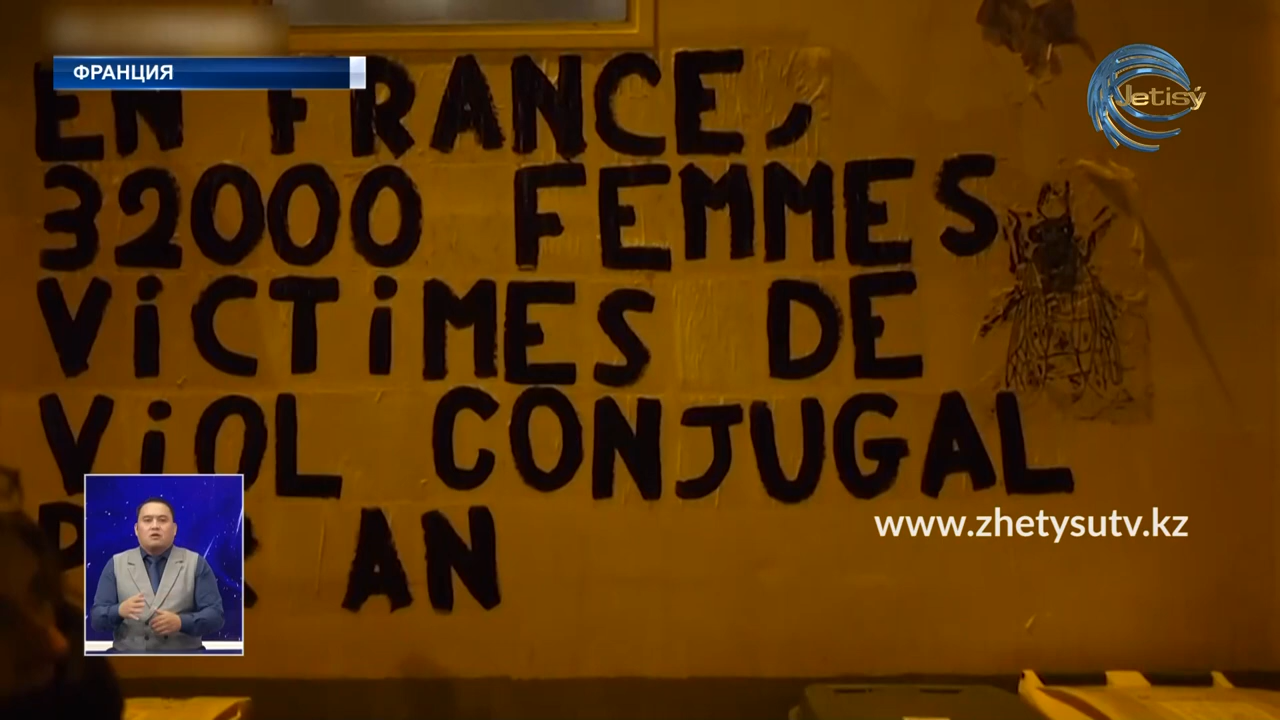 ФРАНЦИЯ
Jetisý
EN FRANCE,
32000 FEMMES
ViCTiMES DE
ViOL CONJUGAL
AN
www.zhetysutv.kz